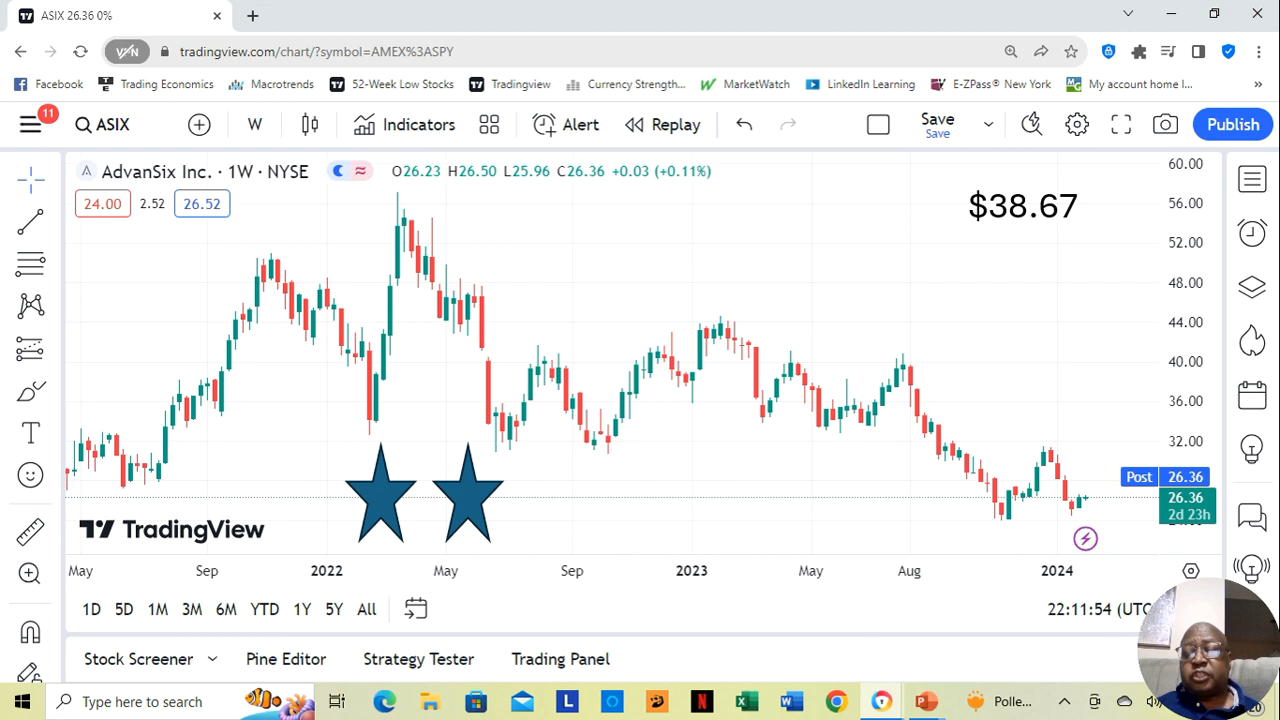 ASIX 26.36 0%
tradingview.com/chart/?symbol=AMEX%3ASPY
Facebook Trading Economics Macrotrends 52-Week Low Stocks Tradingview Currency Strength... MarketWatch LinkedIn Learning E-ZPass® New York My account home l... »
11
ASIX W Indicators Alert Replay Save Publish
Save
AdvanSix Inc. · 1W · NYSE O26.23 H26.50 L25.96 C26.36 +0.03 (+0.11%)
24.00 2.52 26.52
$38.67
60.00
56.00
52.00
48.00
44.00
40.00
36.00
32.00
Post 26.36
26.36
2d 23h
TradingView
May Sep 2022 May Sep 2023 May Aug 2024
1D 5D 1M 3M 6M YTD 1Y 5Y All 22:11:54 (UTC
Stock Screener Pine Editor Strategy Tester Trading Panel
Type here to search Polle...